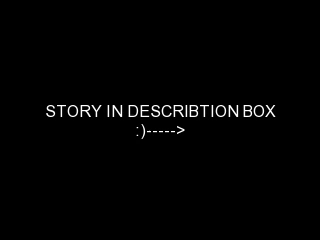 STORY IN DESCRIBTION BOX
:)----->